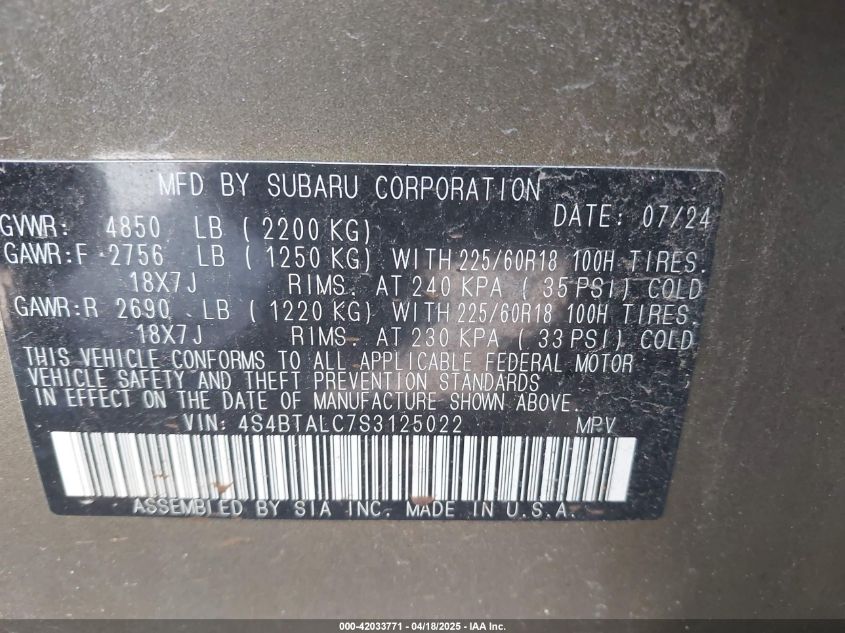 MFD BY SUBARU CORPORATION
DATE: 07/24
GVWR: 4850 LB ( 2200 KG)
GAWR:F 2756 LB ( 1250 KG) WITH 225/60R18 100H TIRES.
18X7J RIMS. AT 240 KPA ( 35 PSI) COLD
GAWR:R 2690 LB ( 1220 KG) WITH 225/60R18 100H TIRES.
18X7J RIMS. AT 230 KPA ( 33 PSI) COLD
THIS VEHICLE CONFORMS TO ALL APPLICABLE FEDERAL MOTOR
VEHICLE SAFETY AND THEFT PREVENTION STANDARDS
IN EFFECT ON THE DATE OF MANUFACTURE SHOWN ABOVE.
VIN: 4S4BTALC7S3125022 MPV
ASSEMBLED BY SIA INC. MADE IN U.S.A.
000-42033771 | 04/18/2025 | IAA Inc.